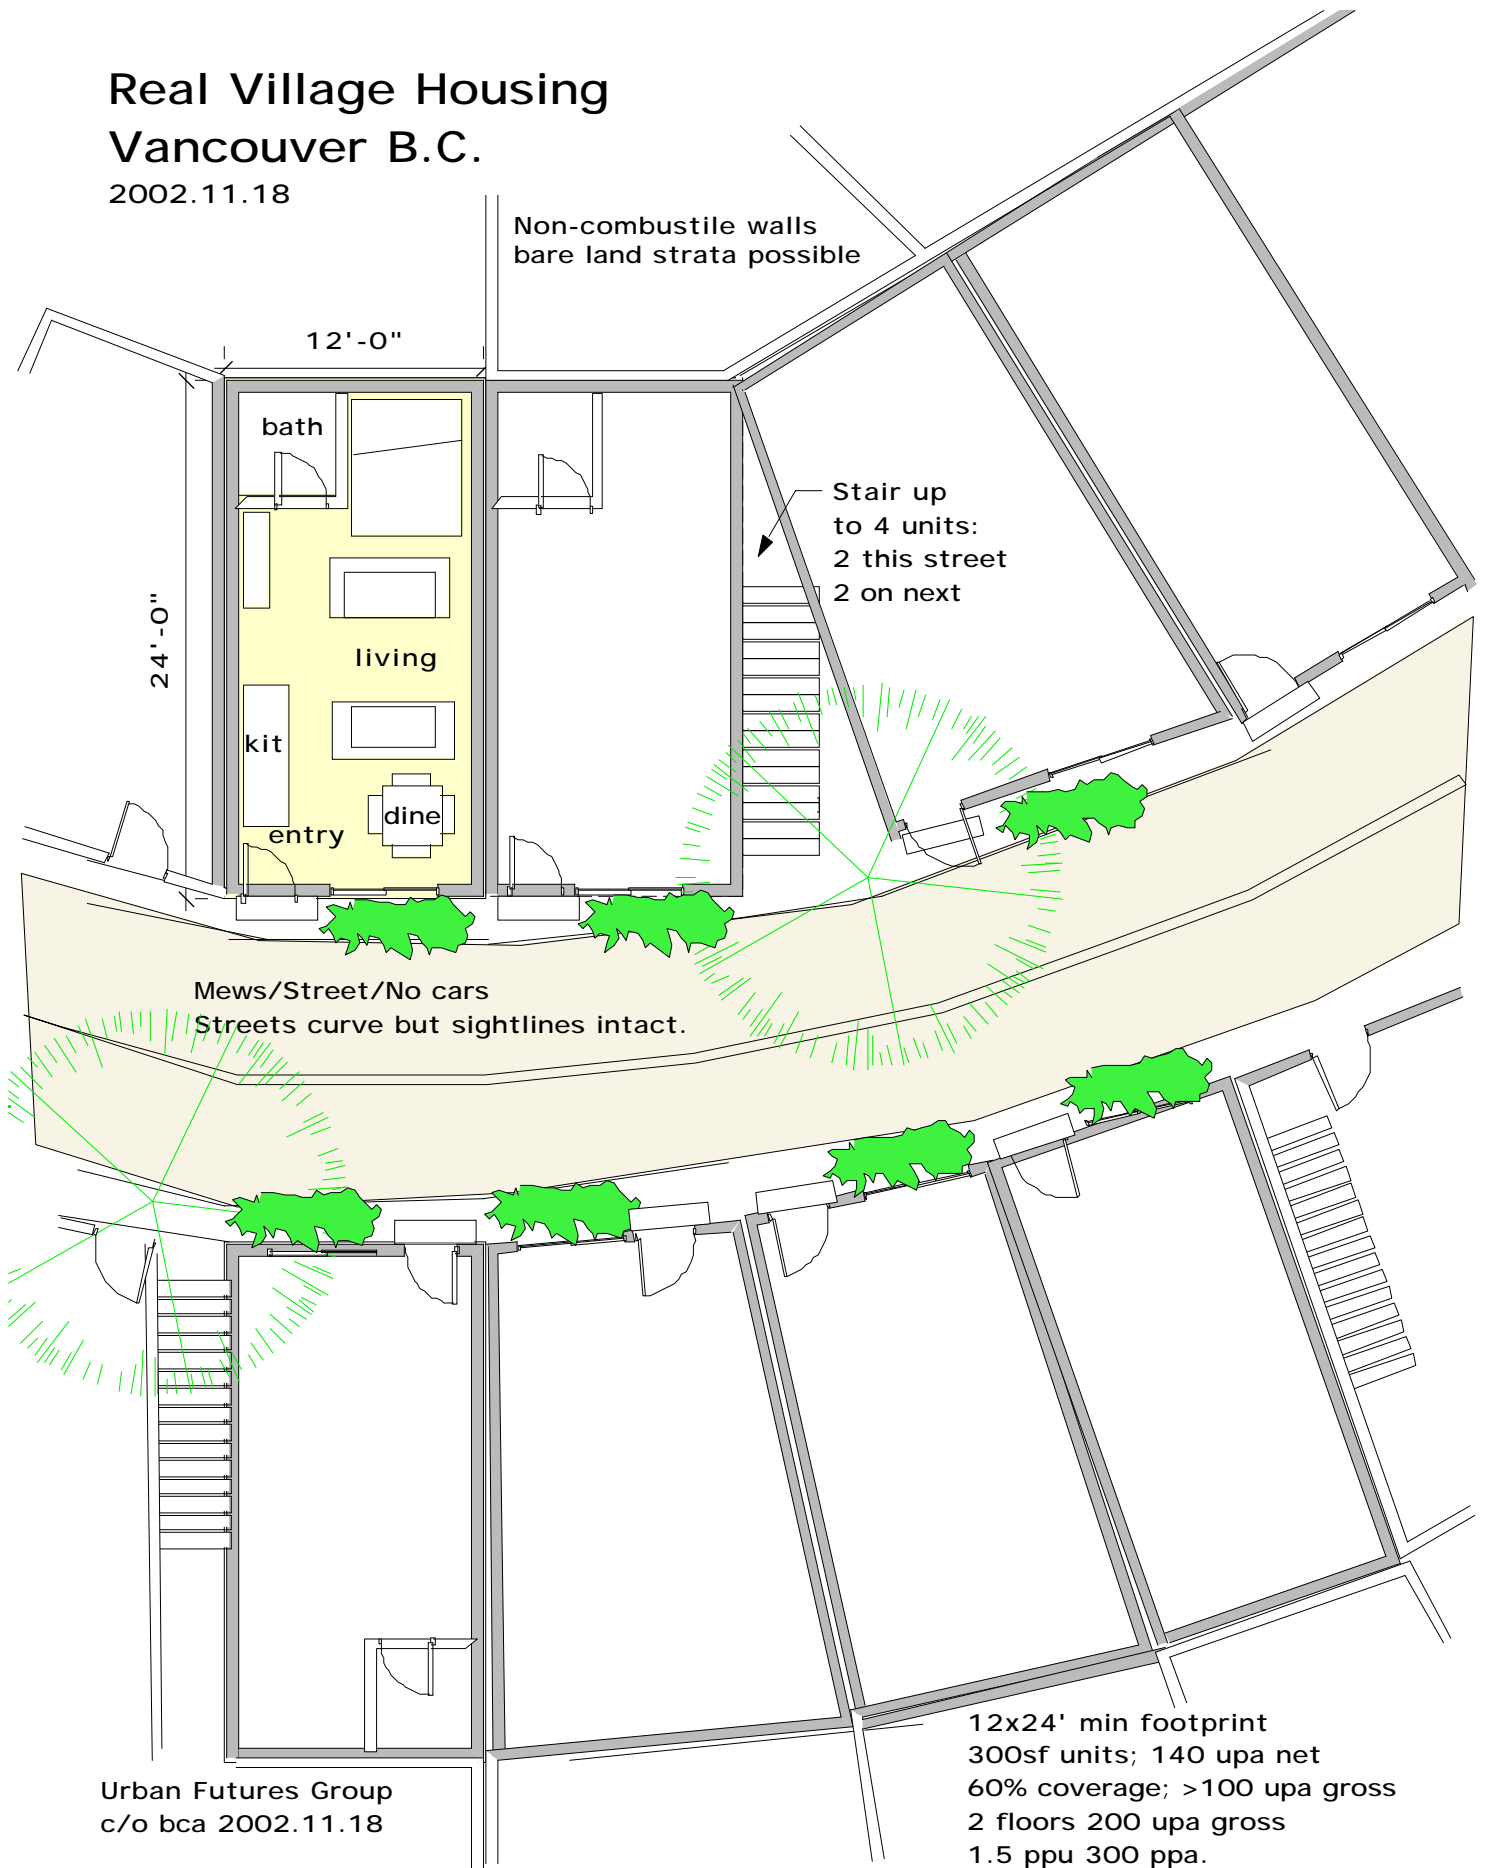 Real Village Housing
Vancouver B.C.
2002.11.18
Non-combustile walls
bare land strata possible
12'-0"
bath
Stair up
to 4 units:
2 this street
2 on next
24'-0"
living
kit
dine
entry
Mews/Street/No cars
Streets curve but sightlines intact.
12x24' min footprint
300sf units; 140 upa net
60% coverage; >100 upa gross
2 floors 200 upa gross
1.5 ppu 300 ppa.
Urban Futures Group
c/o bca 2002.11.18